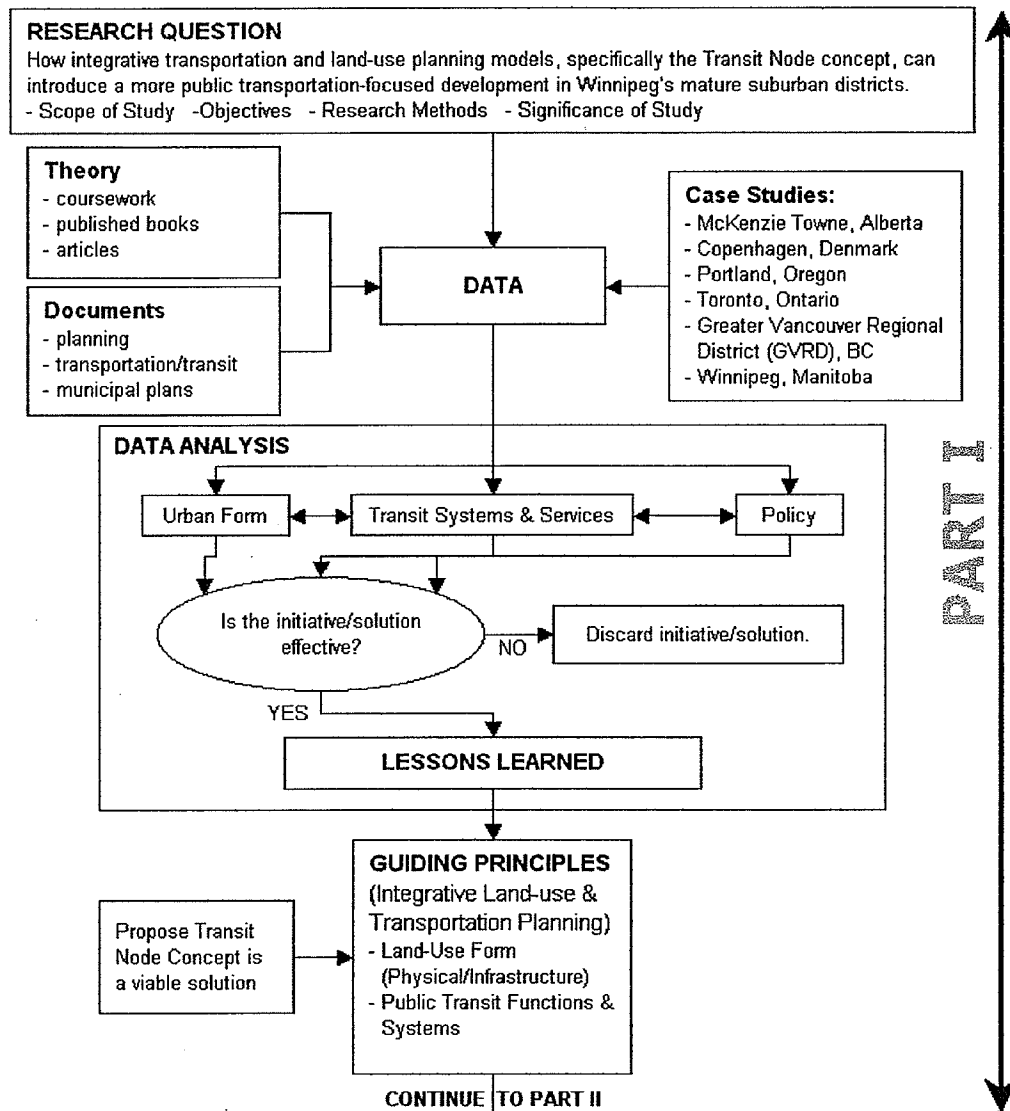 RESEARCH QUESTION
How integrative transportation and land-use planning models, specifically the Transit Node concept, can
introduce a more public transportation-focused development in Winnipeg's mature suburban districts.
- Scope of Study -Objectives - Research Methods - Significance of Study
Theory
- coursework
- published books
- articles
Documents
- planning
- transportation/transit
- municipal plans
DATA
Case Studies:
- McKenzie Towne, Alberta
- Copenhagen, Denmark
- Portland, Oregon
- Toronto, Ontario
- Greater Vancouver Regional
District (GVRD), BC
- Winnipeg, Manitoba
DATA ANALYSIS
Urban Form
Transit Systems & Services
Policy
Is the initiative/solution
effective?
NO
Discard initiative/solution.
YES
LESSONS LEARNED
Propose Transit
Node Concept is
a viable solution
GUIDING PRINCIPLES
(Integrative Land-use &
Transportation Planning)
- Land-Use Form
(Physical/Infrastructure)
- Public Transit Functions &
Systems
CONTINUE TO PART II
PART I